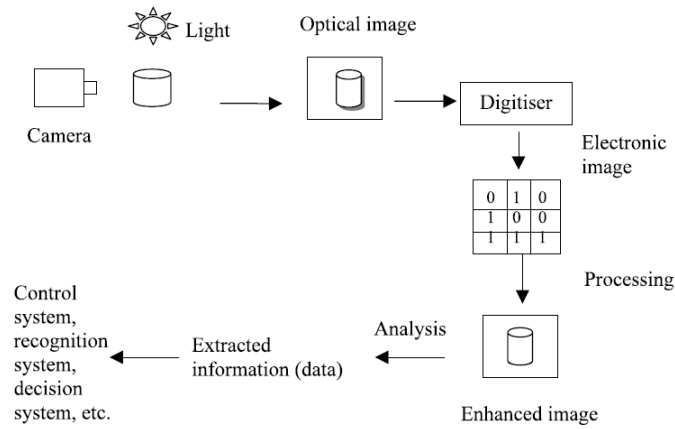 Light
Optical image
Camera
Digitiser
Electronic
image
0 1 0
1 0 0
1 1 1
Processing
Enhanced image
Analysis
Extracted
information (data)
Control
system,
recognition
system,
decision
system, etc.